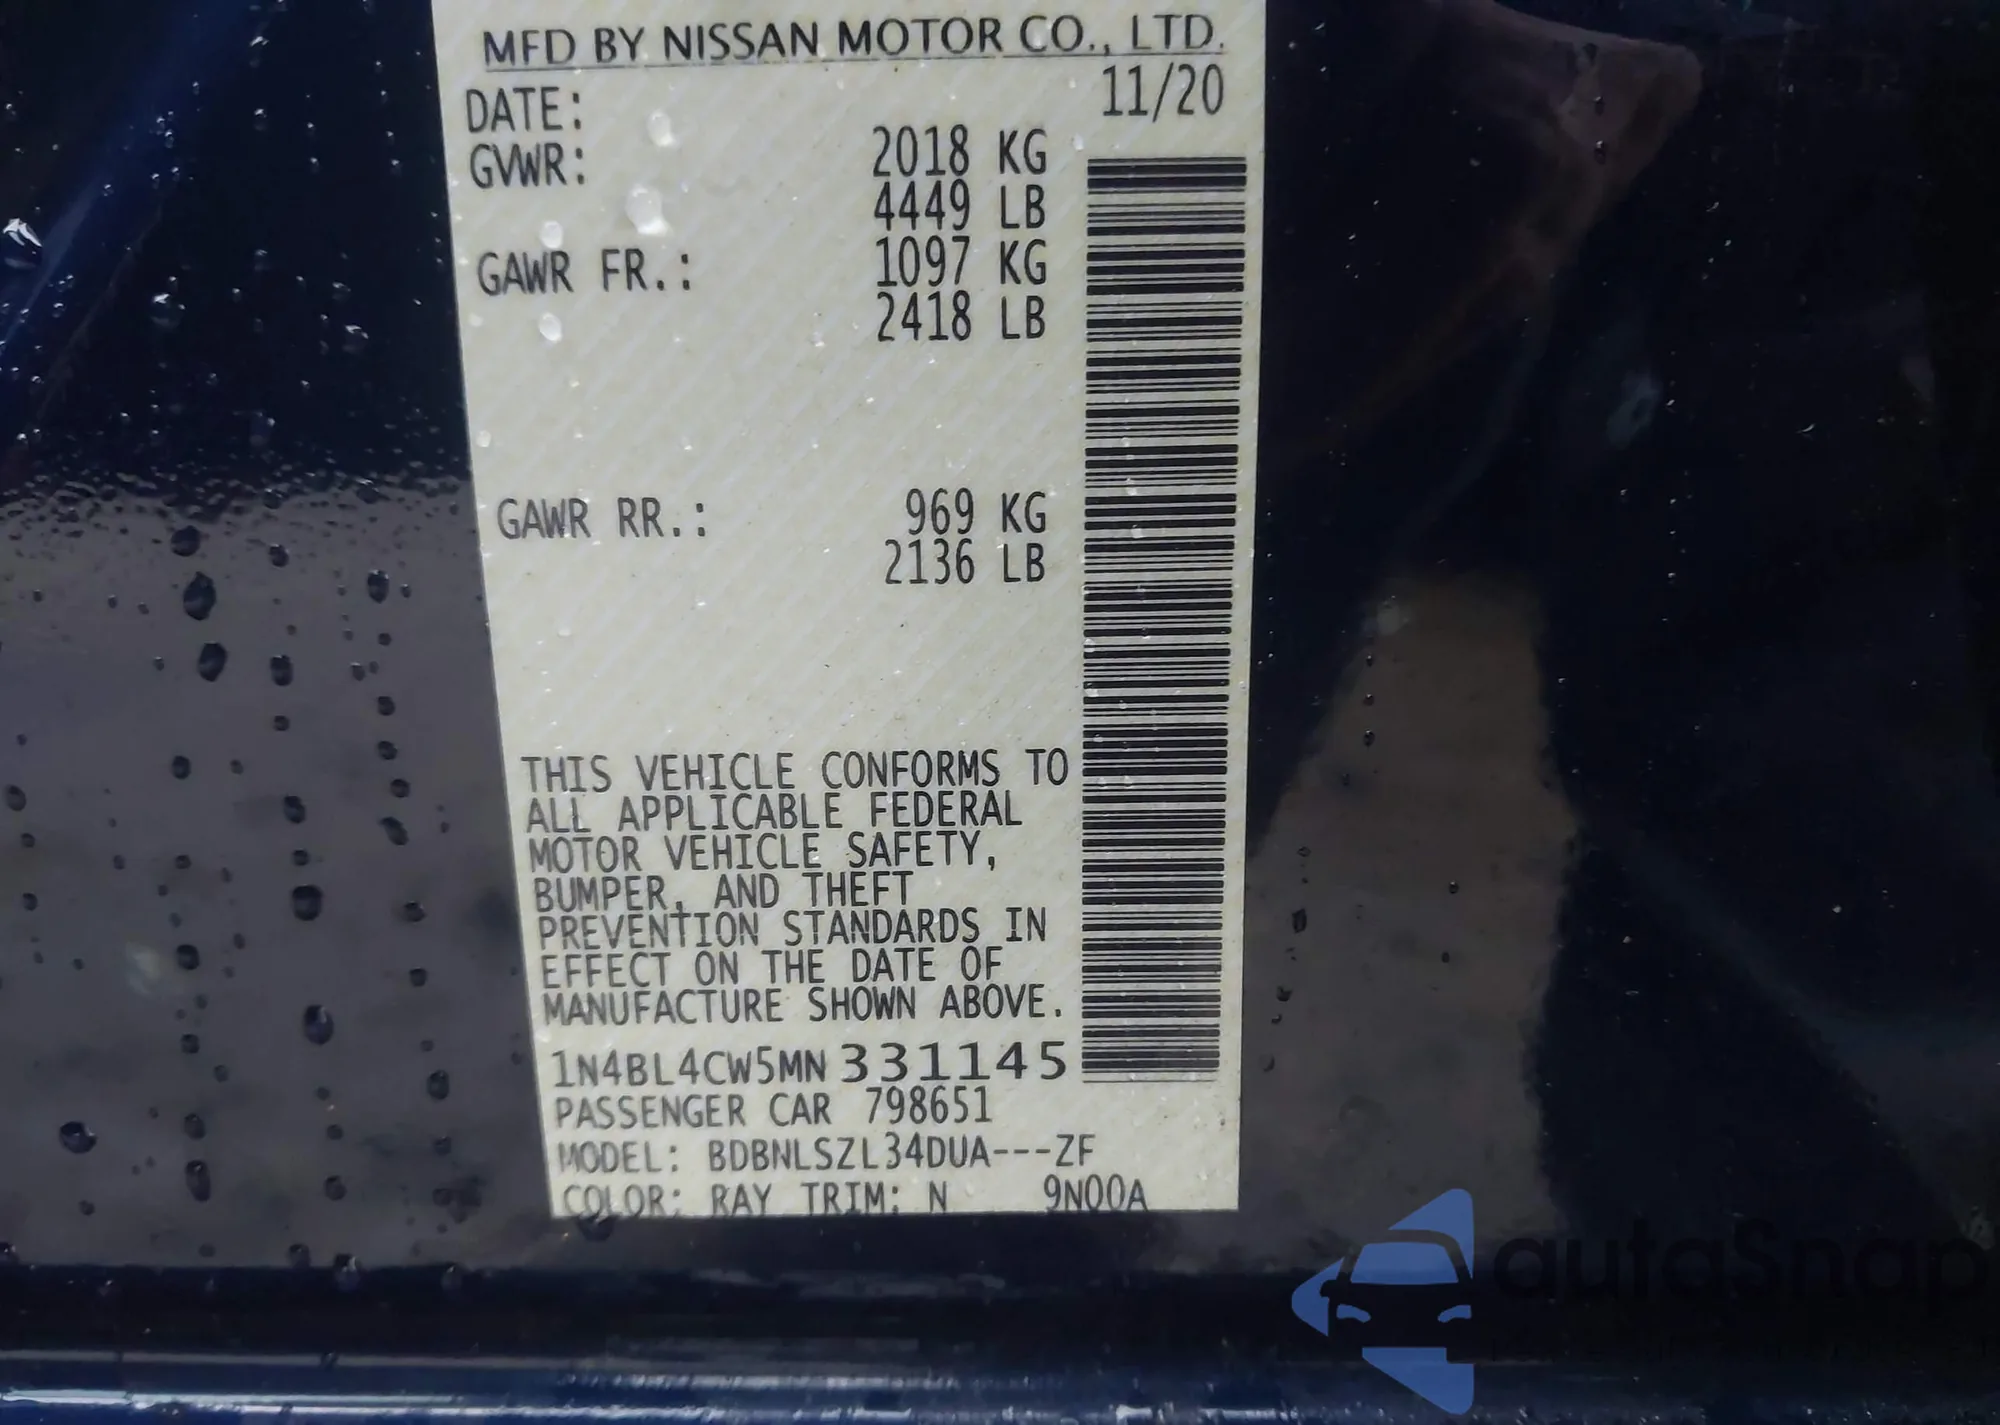 MFD BY NISSAN MOTOR CO., LTD.
DATE: 11/20
GVWR: 2018 KG
4449 LB
GAWR FR.: 1097 KG
2418 LB
GAWR RR.: 969 KG
2136 LB
THIS VEHICLE CONFORMS TO
ALL APPLICABLE FEDERAL
MOTOR VEHICLE SAFETY,
BUMPER, AND THEFT
PREVENTION STANDARDS IN
EFFECT ON THE DATE OF
MANUFACTURE SHOWN ABOVE.
1N4BL4CW5MN331145
PASSENGER CAR 798651
MODEL: BDBNLSZL34DUA---ZF
COLOR: RAY TRIM: N 9N00A
autaSnap